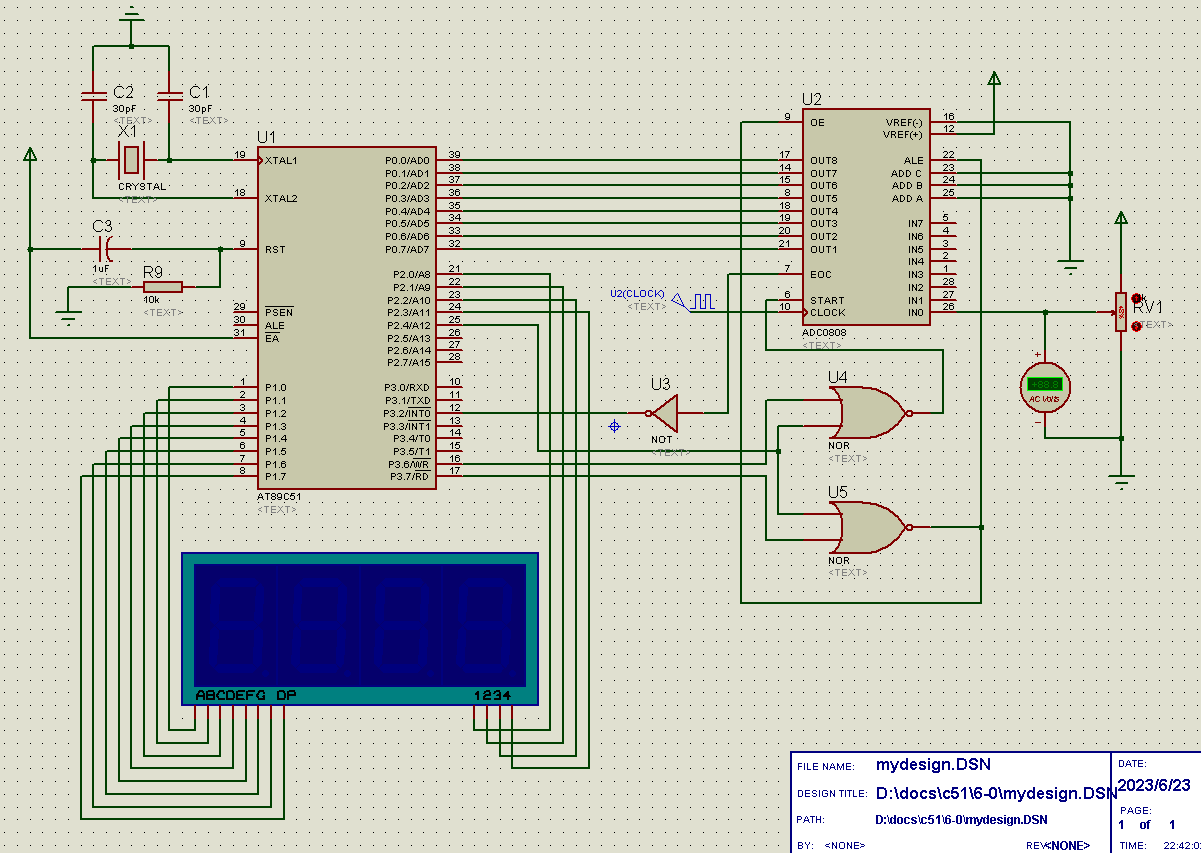 C2
30pF
<TEXT>
C1
30pF
<TEXT>
X1
CRYSTAL
<TEXT>
C3
1uF
<TEXT>
R9
10k
<TEXT>
U1
19 XTAL1
18 XTAL2
9 RST
29 PSEN
30 ALE
31 EA
1 P1.0
2 P1.1
3 P1.2
4 P1.3
5 P1.4
6 P1.5
7 P1.6
8 P1.7
P0.0/AD0 39
P0.1/AD1 38
P0.2/AD2 37
P0.3/AD3 36
P0.4/AD4 35
P0.5/AD5 34
P0.6/AD6 33
P0.7/AD7 32
P2.0/A8 21
P2.1/A9 22
P2.2/A10 23
P2.3/A11 24
P2.4/A12 25
P2.5/A13 26
P2.6/A14 27
P2.7/A15 28
P3.0/RXD 10
P3.1/TXD 11
P3.2/INT0 12
P3.3/INT1 13
P3.4/T0 14
P3.5/T1 15
P3.6/WR 16
P3.7/RD 17
AT89C51
<TEXT>
U2
9 OE
17 OUT8
14 OUT7
15 OUT6
8 OUT5
18 OUT4
19 OUT3
20 OUT2
21 OUT1
7 EOC
6 START
10 CLOCK
VREF(-) 16
VREF(+) 12
ALE 22
ADD C 23
ADD B 24
ADD A 25
IN7 5
IN6 4
IN5 3
IN4 2
IN3 1
IN2 28
IN1 27
IN0 26
ADC0808
<TEXT>
U2(CLOCK)
<TEXT>
U3
NOT
<TEXT>
U4
NOR
<TEXT>
U5
NOR
<TEXT>
RV1
<TEXT>
+88.8
AC Volts
ABCDEFG DP
1234
FILE NAME: mydesign.DSN
DESIGN TITLE: D:\docs\c51\6-0\mydesign.DSN
PATH: D:\docs\c51\6-0\mydesign.DSN
BY: <NONE>
REV:<NONE>
DATE:
2023/6/23
PAGE:
1 of 1
TIME: 22:42:0